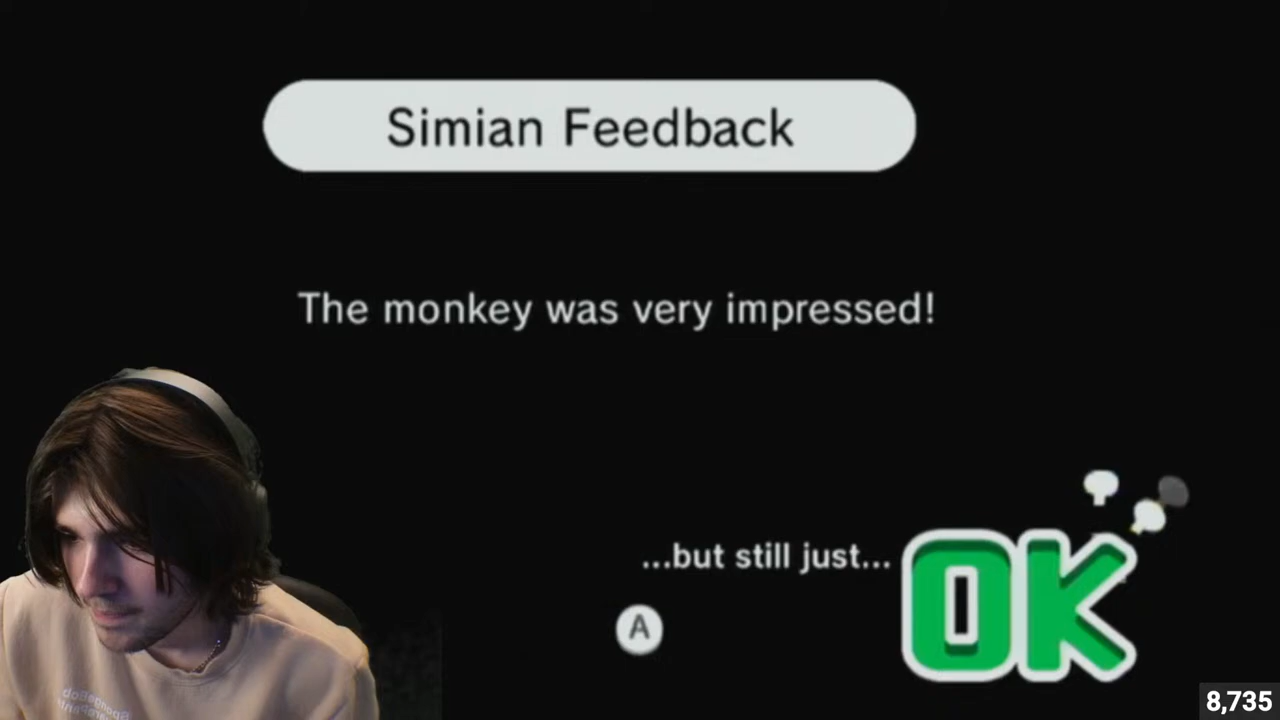 Simian Feedback
The monkey was very impressed!
...but still just...
OK
A
8,735